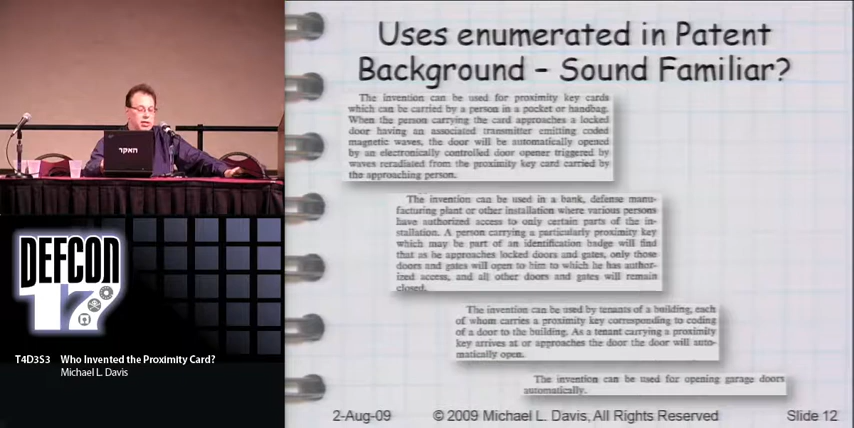 האקר
DEFCON
17
T4D3S3 Who Invented the Proximity Card?
Michael L. Davis
Uses enumerated in Patent
Background – Sound Familiar?
The invention can be used for proximity key cards
which can be carried by a person in a pocket or handbag.
When the person carrying the card approaches a locked
door having an associated transmitter emitting coded
magnetic waves, the door will be automatically opened
by an electronically controlled door opener triggered by
waves reradiated from the proximity key card carried by
the approaching person.
The invention can be used in a bank, defense manu-
facturing plant or other installation where various persons
have authorized access to only certain parts of the in-
stallation. A person carrying a particularly proximity key
which may be part of an identification badge will find
that as he approaches locked doors and gates, only those
doors and gates will open to him to which he has author-
ized access, and all other doors and gates will remain
closed.
The invention can be used by tenants of a building, each
of whom carries a proximity key corresponding to coding
of a door to the building. As a tenant carrying a proximity
key arrives at or approaches the door the door will auto-
matically open.
The invention can be used for opening garage doors
automatically.
2-Aug-09 © 2009 Michael L. Davis, All Rights Reserved Slide 12